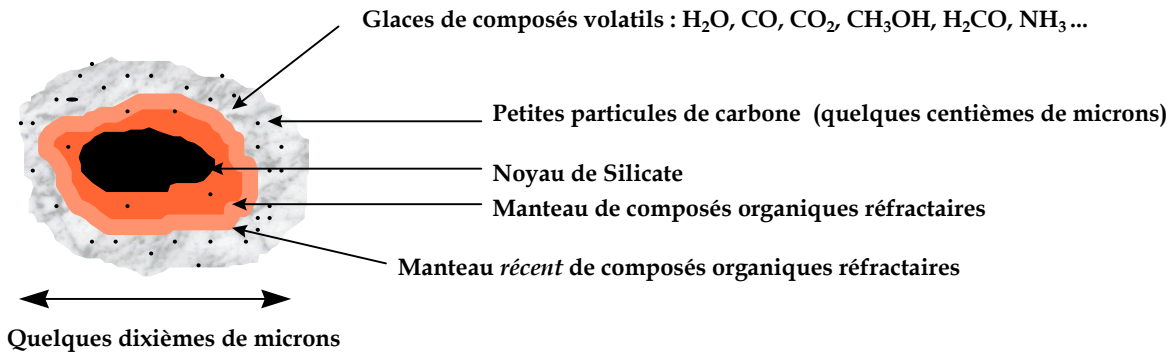 Glaces de composés volatils : H₂O, CO, CO₂, CH₃OH, H₂CO, NH₃ ...
Petites particules de carbone (quelques centièmes de microns)
Noyau de Silicate
Manteau de composés organiques réfractaires
Manteau récent de composés organiques réfractaires
Quelques dixièmes de microns